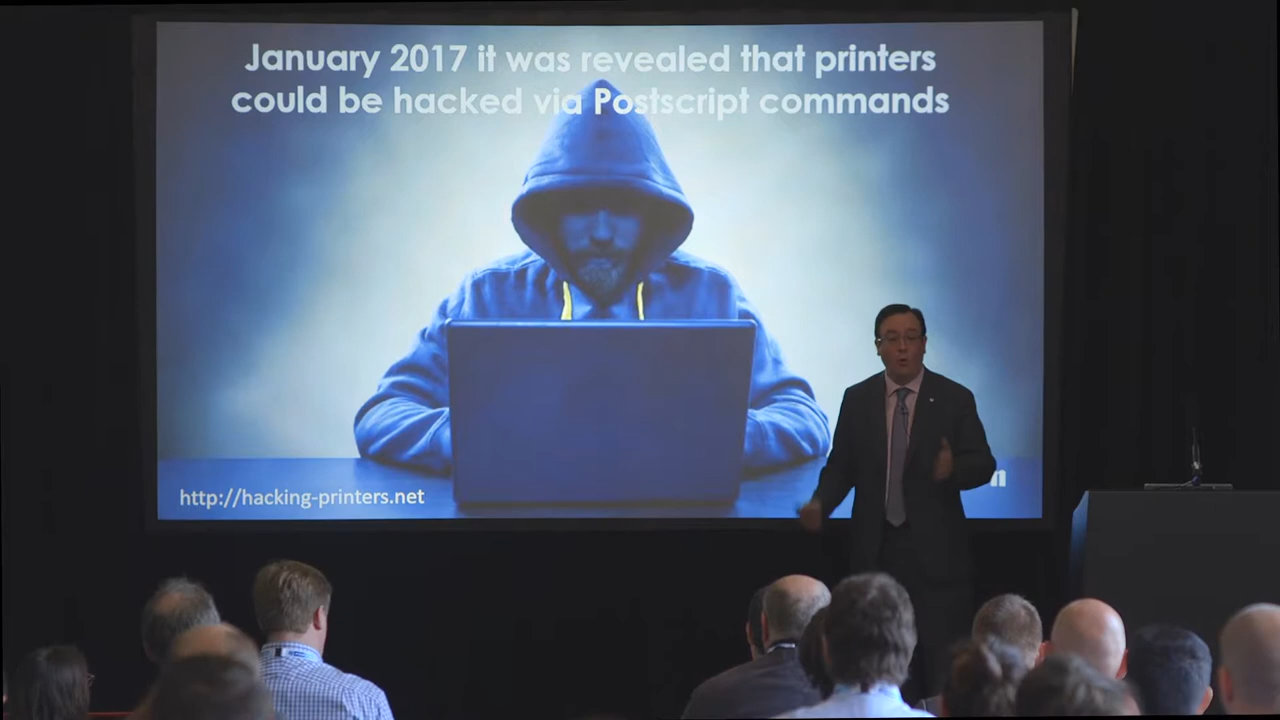 January 2017 it was revealed that printers
could be hacked via Postscript commands
http://hacking-printers.net